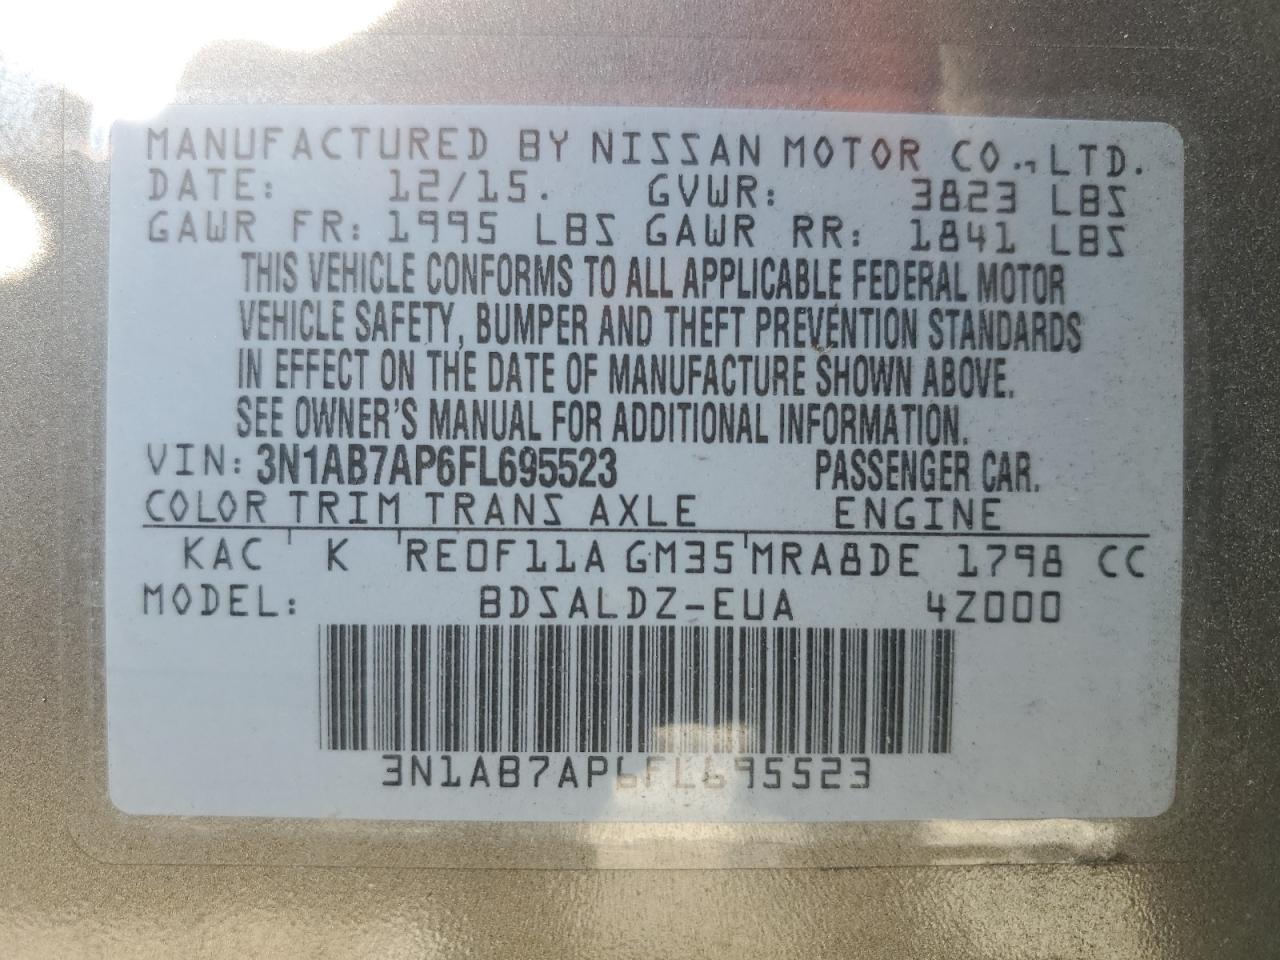 MANUFACTURED BY NISSAN MOTOR CO., LTD.
DATE: 12/15. GVWR: 3823 LBS
GAWR FR: 1995 LBS GAWR RR: 1841 LBS
THIS VEHICLE CONFORMS TO ALL APPLICABLE FEDERAL MOTOR
VEHICLE SAFETY, BUMPER AND THEFT PREVENTION STANDARDS
IN EFFECT ON THE DATE OF MANUFACTURE SHOWN ABOVE.
SEE OWNER'S MANUAL FOR ADDITIONAL INFORMATION.
VIN: 3N1AB7AP6FL695523 PASSENGER CAR.
COLOR TRIM TRANS AXLE ENGINE
KAC K RE0F11A GM35 MRA8DE 1798 CC
MODEL: BDSALDZ-EUA 4Z000
3N1AB7AP6FL695523